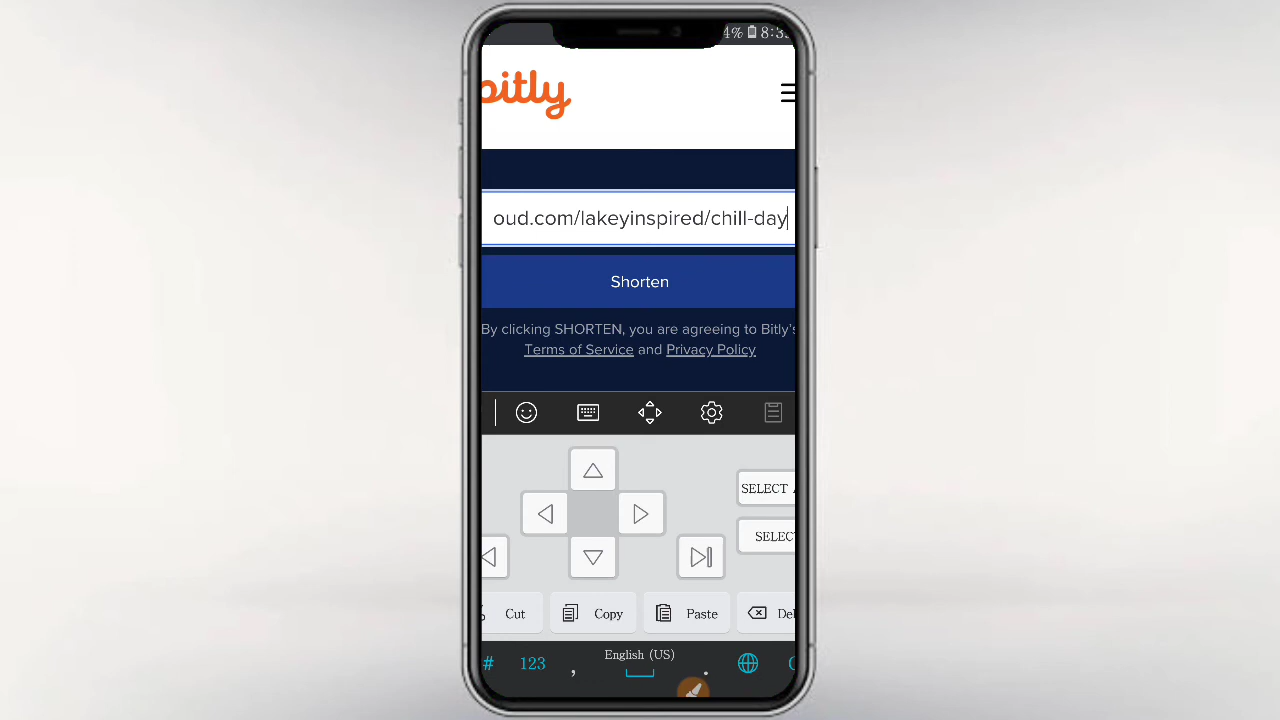 4% 8:3
bitly
oud.com/lakeyinspired/chill-day
Shorten
By clicking SHORTEN, you are agreeing to Bitly's
Terms of Service and Privacy Policy
SELECT
SELECT
Cut Copy Paste Del
# 123 , English (US) .